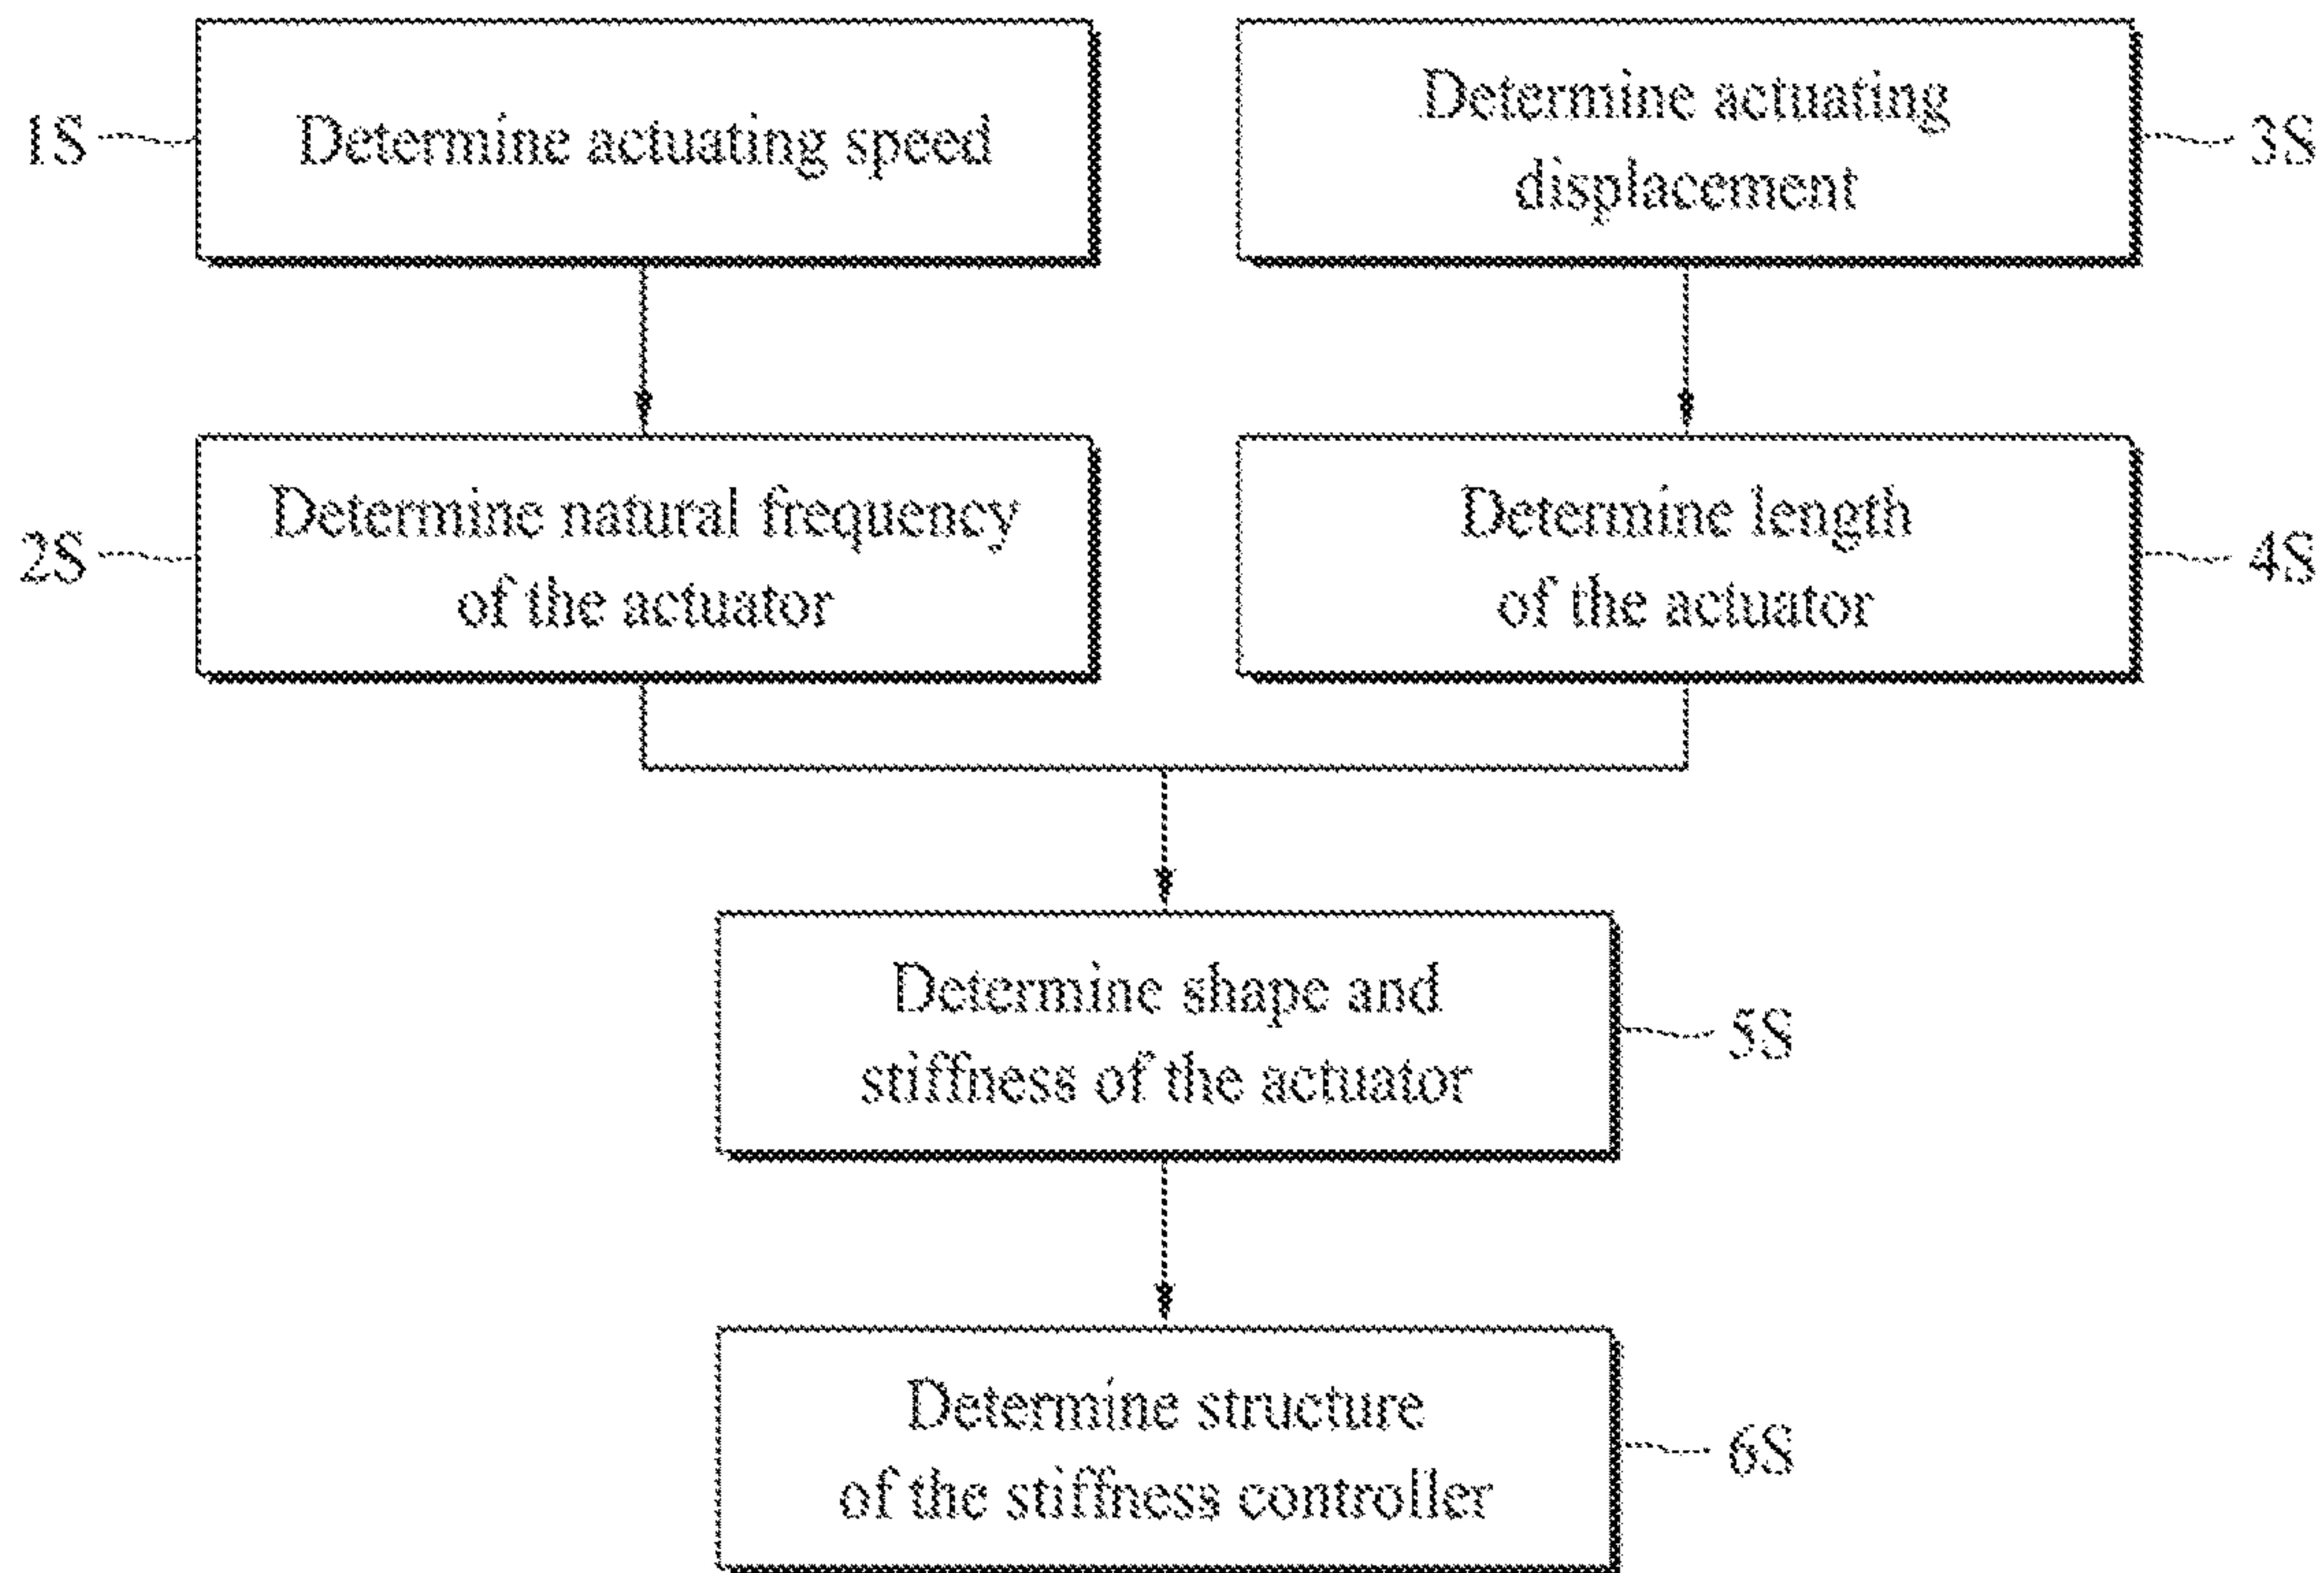 1S
Determine actuating speed
Determine actuating
displacement
3S
2S
Determine natural frequency
of the actuator
Determine length
of the actuator
4S
Determine shape and
stiffness of the actuator
5S
Determine structure
of the stiffness controller
6S